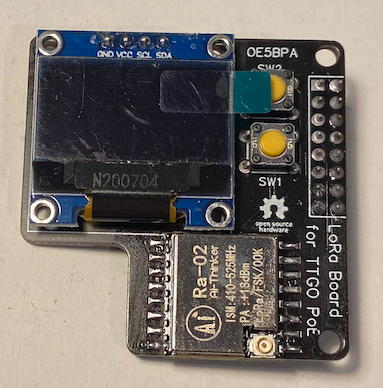 GND VCC SCL SDA
OE5BPA
SW2
N200704
SW1
open source
hardware
Ai
Ra-02
Ai-Thinker
ISM:410-525MHz
PA:+18dBm
LoRa/FSK/OOK
LoRa Board
for TTGO PoE